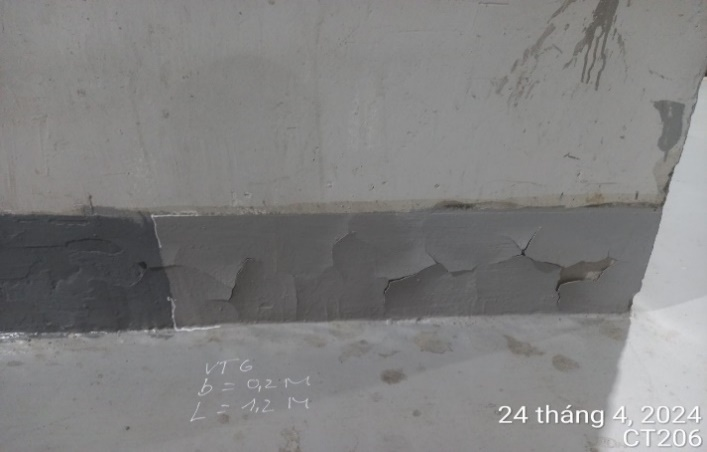 VT6
b = 0,2 M
L = 1,2 M
24 tháng 4, 2024
CT206